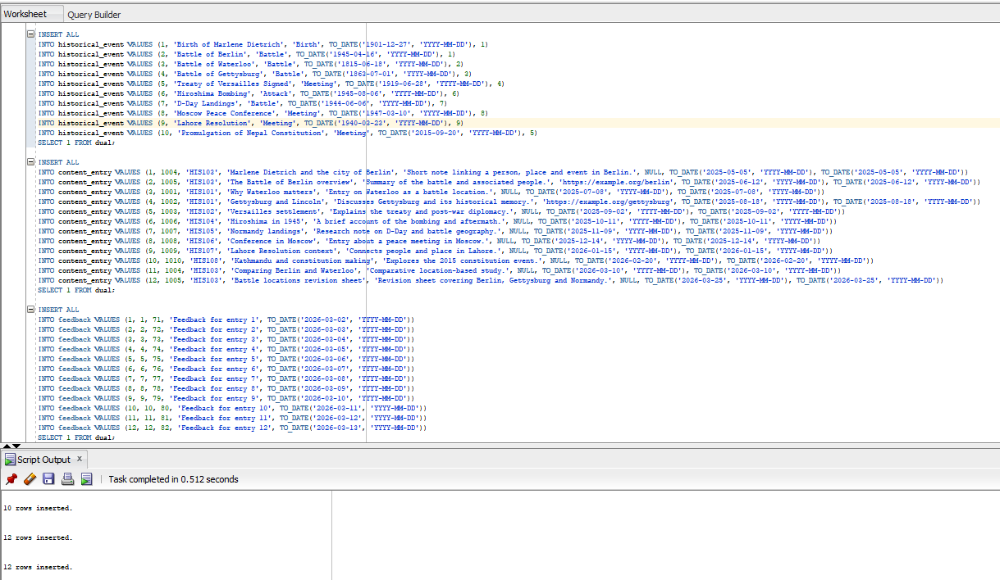 Worksheet Query Builder
INSERT ALL
INTO historical_event VALUES (1, 'Birth of Marlene Dietrich', 'Birth', TO_DATE('1901-12-27', 'YYYY-MM-DD'), 1)
INTO historical_event VALUES (2, 'Battle of Berlin', 'Battle', TO_DATE('1945-04-16', 'YYYY-MM-DD'), 1)
INTO historical_event VALUES (3, 'Battle of Waterloo', 'Battle', TO_DATE('1815-06-18', 'YYYY-MM-DD'), 2)
INTO historical_event VALUES (4, 'Battle of Gettysburg', 'Battle', TO_DATE('1863-07-01', 'YYYY-MM-DD'), 3)
INTO historical_event VALUES (5, 'Treaty of Versailles Signed', 'Meeting', TO_DATE('1919-06-28', 'YYYY-MM-DD'), 4)
INTO historical_event VALUES (6, 'Hiroshima Bombing', 'Attack', TO_DATE('1945-08-06', 'YYYY-MM-DD'), 6)
INTO historical_event VALUES (7, 'D-Day Landings', 'Battle', TO_DATE('1944-06-06', 'YYYY-MM-DD'), 7)
INTO historical_event VALUES (8, 'Moscow Peace Conference', 'Meeting', TO_DATE('1947-03-10', 'YYYY-MM-DD'), 8)
INTO historical_event VALUES (9, 'Lahore Resolution', 'Meeting', TO_DATE('1940-03-23', 'YYYY-MM-DD'), 9)
INTO historical_event VALUES (10, 'Promulgation of Nepal Constitution', 'Meeting', TO_DATE('2015-09-20', 'YYYY-MM-DD'), 5)
SELECT 1 FROM dual;
INSERT ALL
INTO content_entry VALUES (1, 1004, 'HIS103', 'Marlene Dietrich and the city of Berlin', 'Short note linking a person, place and event in Berlin.', NULL, TO_DATE('2025-05-05', 'YYYY-MM-DD'), TO_DATE('2025-05-05', 'YYYY-MM-DD'))
INTO content_entry VALUES (2, 1005, 'HIS103', 'The Battle of Berlin overview', 'Summary of the battle and associated people.', 'https://example.org/berlin', TO_DATE('2025-06-12', 'YYYY-MM-DD'), TO_DATE('2025-06-12', 'YYYY-MM-DD'))
INTO content_entry VALUES (3, 1001, 'HIS101', 'Why Waterloo matters', 'Entry on Waterloo as a battle location.', NULL, TO_DATE('2025-07-08', 'YYYY-MM-DD'), TO_DATE('2025-07-08', 'YYYY-MM-DD'))
INTO content_entry VALUES (4, 1002, 'HIS101', 'Gettysburg and Lincoln', 'Discusses Gettysburg and its historical memory.', 'https://example.org/gettysburg', TO_DATE('2025-08-18', 'YYYY-MM-DD'), TO_DATE('2025-08-18', 'YYYY-MM-DD'))
INTO content_entry VALUES (5, 1003, 'HIS102', 'Versailles settlement', 'Explains the treaty and post-war diplomacy.', NULL, TO_DATE('2025-09-02', 'YYYY-MM-DD'), TO_DATE('2025-09-02', 'YYYY-MM-DD'))
INTO content_entry VALUES (6, 1006, 'HIS104', 'Hiroshima in 1945', 'A brief account of the bombing and aftermath.', NULL, TO_DATE('2025-10-11', 'YYYY-MM-DD'), TO_DATE('2025-10-11', 'YYYY-MM-DD'))
INTO content_entry VALUES (7, 1007, 'HIS105', 'Normandy landings', 'Research note on D-Day and battle geography.', NULL, TO_DATE('2025-11-09', 'YYYY-MM-DD'), TO_DATE('2025-11-09', 'YYYY-MM-DD'))
INTO content_entry VALUES (8, 1008, 'HIS106', 'Conference in Moscow', 'Entry about a peace meeting in Moscow.', NULL, TO_DATE('2025-12-14', 'YYYY-MM-DD'), TO_DATE('2025-12-14', 'YYYY-MM-DD'))
INTO content_entry VALUES (9, 1009, 'HIS107', 'Lahore Resolution context', 'Connects people and place in Lahore.', NULL, TO_DATE('2026-01-15', 'YYYY-MM-DD'), TO_DATE('2026-01-15', 'YYYY-MM-DD'))
INTO content_entry VALUES (10, 1010, 'HIS108', 'Kathmandu and constitution making', 'Explores the 2015 constitution event.', NULL, TO_DATE('2026-02-20', 'YYYY-MM-DD'), TO_DATE('2026-02-20', 'YYYY-MM-DD'))
INTO content_entry VALUES (11, 1004, 'HIS103', 'Comparing Berlin and Waterloo', 'Comparative location-based study.', NULL, TO_DATE('2026-03-10', 'YYYY-MM-DD'), TO_DATE('2026-03-10', 'YYYY-MM-DD'))
INTO content_entry VALUES (12, 1005, 'HIS103', 'Battle locations revision sheet', 'Revision sheet covering Berlin, Gettysburg and Normandy.', NULL, TO_DATE('2026-03-25', 'YYYY-MM-DD'), TO_DATE('2026-03-25', 'YYYY-MM-DD'))
SELECT 1 FROM dual;
INSERT ALL
INTO feedback VALUES (1, 1, 71, 'Feedback for entry 1', TO_DATE('2026-03-02', 'YYYY-MM-DD'))
INTO feedback VALUES (2, 2, 72, 'Feedback for entry 2', TO_DATE('2026-03-03', 'YYYY-MM-DD'))
INTO feedback VALUES (3, 3, 73, 'Feedback for entry 3', TO_DATE('2026-03-04', 'YYYY-MM-DD'))
INTO feedback VALUES (4, 4, 74, 'Feedback for entry 4', TO_DATE('2026-03-05', 'YYYY-MM-DD'))
INTO feedback VALUES (5, 5, 75, 'Feedback for entry 5', TO_DATE('2026-03-06', 'YYYY-MM-DD'))
INTO feedback VALUES (6, 6, 76, 'Feedback for entry 6', TO_DATE('2026-03-07', 'YYYY-MM-DD'))
INTO feedback VALUES (7, 7, 77, 'Feedback for entry 7', TO_DATE('2026-03-08', 'YYYY-MM-DD'))
INTO feedback VALUES (8, 8, 78, 'Feedback for entry 8', TO_DATE('2026-03-09', 'YYYY-MM-DD'))
INTO feedback VALUES (9, 9, 79, 'Feedback for entry 9', TO_DATE('2026-03-10', 'YYYY-MM-DD'))
INTO feedback VALUES (10, 10, 80, 'Feedback for entry 10', TO_DATE('2026-03-11', 'YYYY-MM-DD'))
INTO feedback VALUES (11, 11, 81, 'Feedback for entry 11', TO_DATE('2026-03-12', 'YYYY-MM-DD'))
INTO feedback VALUES (12, 12, 82, 'Feedback for entry 12', TO_DATE('2026-03-13', 'YYYY-MM-DD'))
SELECT 1 FROM dual;
Script Output x
Task completed in 0.512 seconds
10 rows inserted.
12 rows inserted.
12 rows inserted.